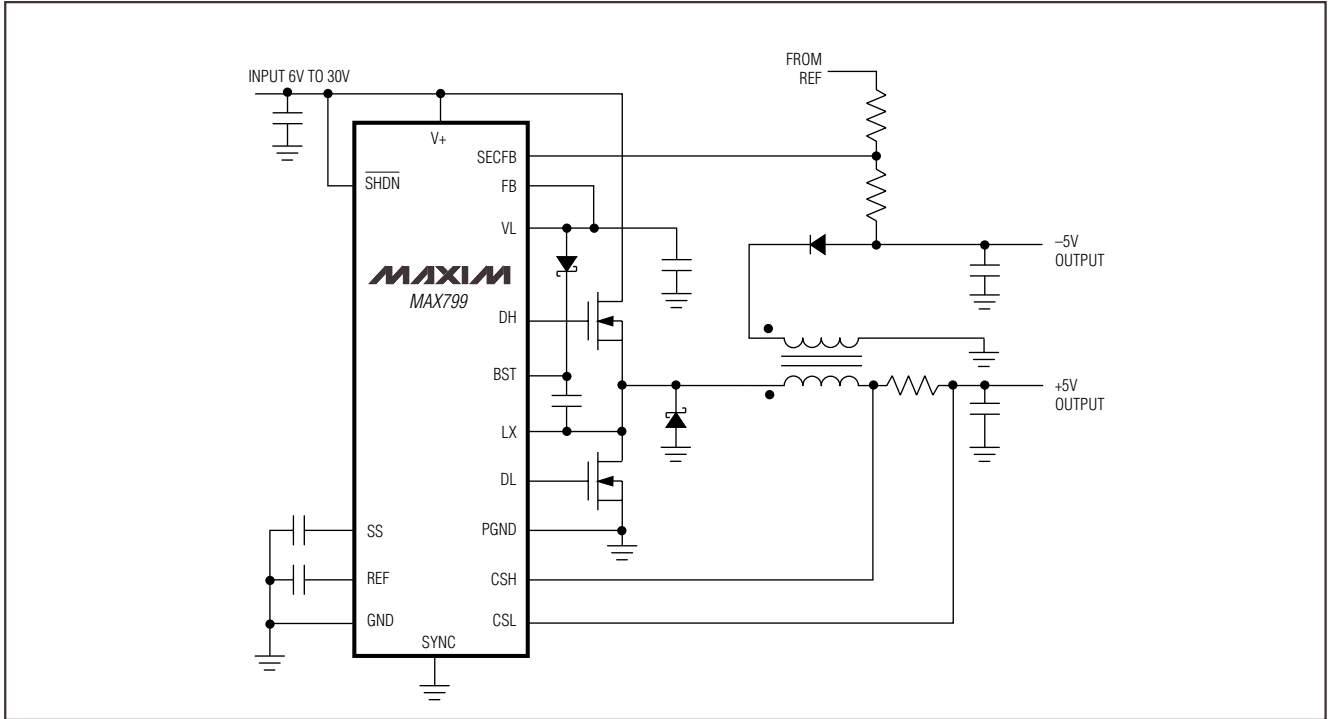 INPUT 6V TO 30V
FROM
REF
V+
SECFB
SHDN
FB
VL
–5V
OUTPUT
MAXIM
MAX799
DH
BST
+5V
OUTPUT
LX
DL
SS
PGND
REF
CSH
GND
CSL
SYNC